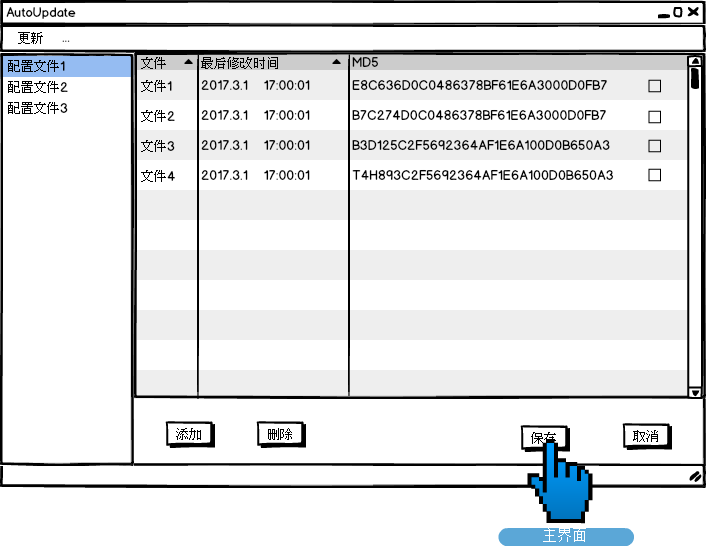 AutoUpdate
更新 ...
配置文件1
配置文件2
配置文件3
文件 最后修改时间 MD5
文件1 2017.3.1 17:00:01 E8C636D0C0486378BF61E6A3000D0FB7
文件2 2017.3.1 17:00:01 B7C274D0C0486378BF61E6A3000D0FB7
文件3 2017.3.1 17:00:01 B3D125C2F5692364AF1E6A100D0B650A3
文件4 2017.3.1 17:00:01 T4H893C2F5692364AF1E6A100D0B650A3
添加 删除 保存 取消
主界面